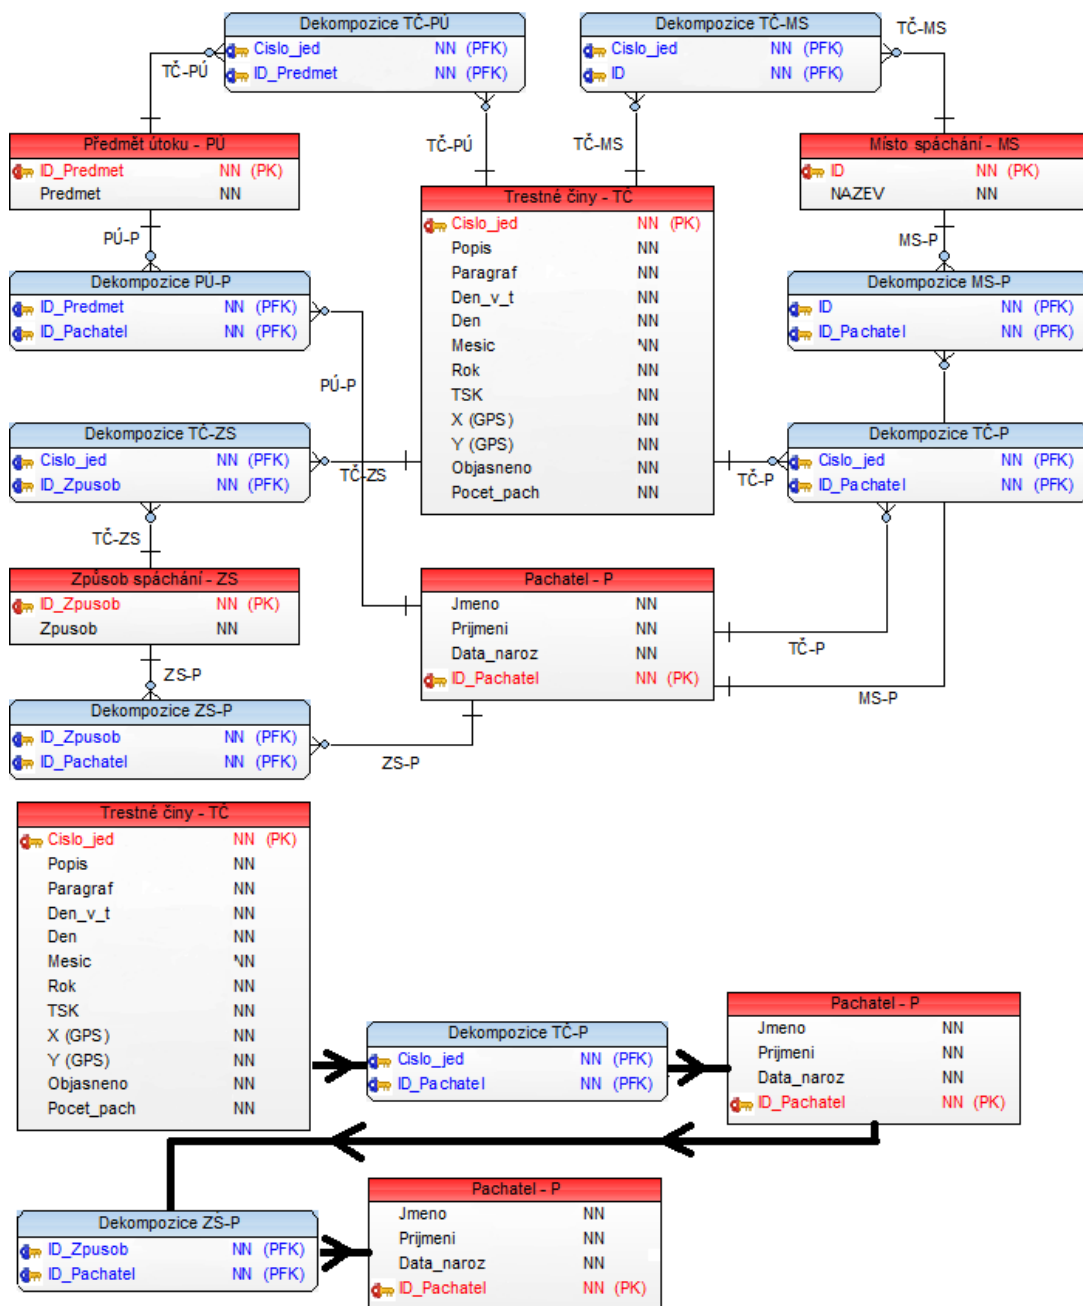 Dekompozice TČ-PÚ
Cislo_jed NN (PFK)
ID_Predmet NN (PFK)
Dekompozice TČ-MS
Cislo_jed NN (PFK)
ID NN (PFK)
TČ-MS
TČ-PÚ
Předmět útoku - PÚ
ID_Predmet NN (PK)
Predmet NN
TČ-PÚ
TČ-MS
Místo spáchání - MS
ID NN (PK)
NAZEV NN
Trestné činy - TČ
Cislo_jed NN (PK)
Popis NN
Paragraf NN
Den_v_t NN
Den NN
Mesic NN
Rok NN
TSK NN
X (GPS) NN
Y (GPS) NN
Objasneno NN
Pocet_pach NN
PÚ-P
MS-P
Dekompozice PÚ-P
ID_Predmet NN (PFK)
ID_Pachatel NN (PFK)
Dekompozice MS-P
ID NN (PFK)
ID_Pachatel NN (PFK)
PÚ-P
Dekompozice TČ-ZS
Cislo_jed NN (PFK)
ID_Zpusob NN (PFK)
TČ-ZS
TČ-P
Dekompozice TČ-P
Cislo_jed NN (PFK)
ID_Pachatel NN (PFK)
TČ-ZS
Způsob spáchání - ZS
ID_Zpusob NN (PK)
Zpusob NN
Pachatel - P
Jmeno NN
Prijmeni NN
Data_naroz NN
ID_Pachatel NN (PK)
TČ-P
ZS-P
MS-P
Dekompozice ZS-P
ID_Zpusob NN (PFK)
ID_Pachatel NN (PFK)
ZS-P
Trestné činy - TČ
Cislo_jed NN (PK)
Popis NN
Paragraf NN
Den_v_t NN
Den NN
Mesic NN
Rok NN
TSK NN
X (GPS) NN
Y (GPS) NN
Objasneno NN
Pocet_pach NN
Dekompozice TČ-P
Cislo_jed NN (PFK)
ID_Pachatel NN (PFK)
Pachatel - P
Jmeno NN
Prijmeni NN
Data_naroz NN
ID_Pachatel NN (PK)
Dekompozice ZŠ-P
ID_Zpusob NN (PFK)
ID_Pachatel NN (PFK)
Pachatel - P
Jmeno NN
Prijmeni NN
Data_naroz NN
ID_Pachatel NN (PK)